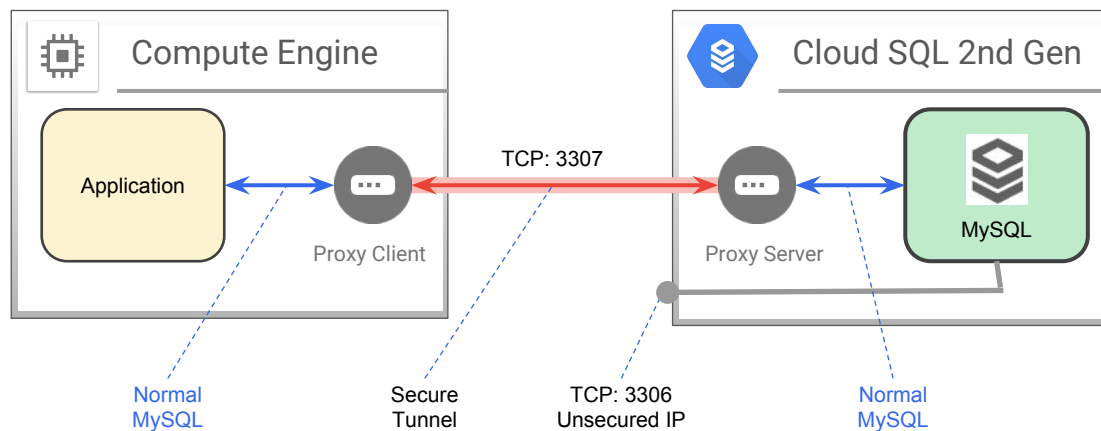 Compute Engine
Cloud SQL 2nd Gen
Application
TCP: 3307
MySQL
Proxy Client
Proxy Server
Normal
MySQL
Secure
Tunnel
TCP: 3306
Unsecured IP
Normal
MySQL